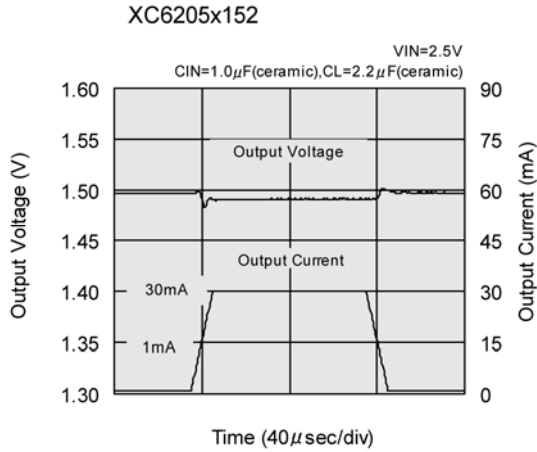 XC6205x152
VIN=2.5V
CIN=1.0μF(ceramic),CL=2.2μF(ceramic)
Output Voltage (V)
1.60
1.55
1.50
1.45
1.40
1.35
1.30
Output Voltage
Output Current
30mA
1mA
90
75
60
45
30
15
0
Output Current (mA)
Time (40μsec/div)